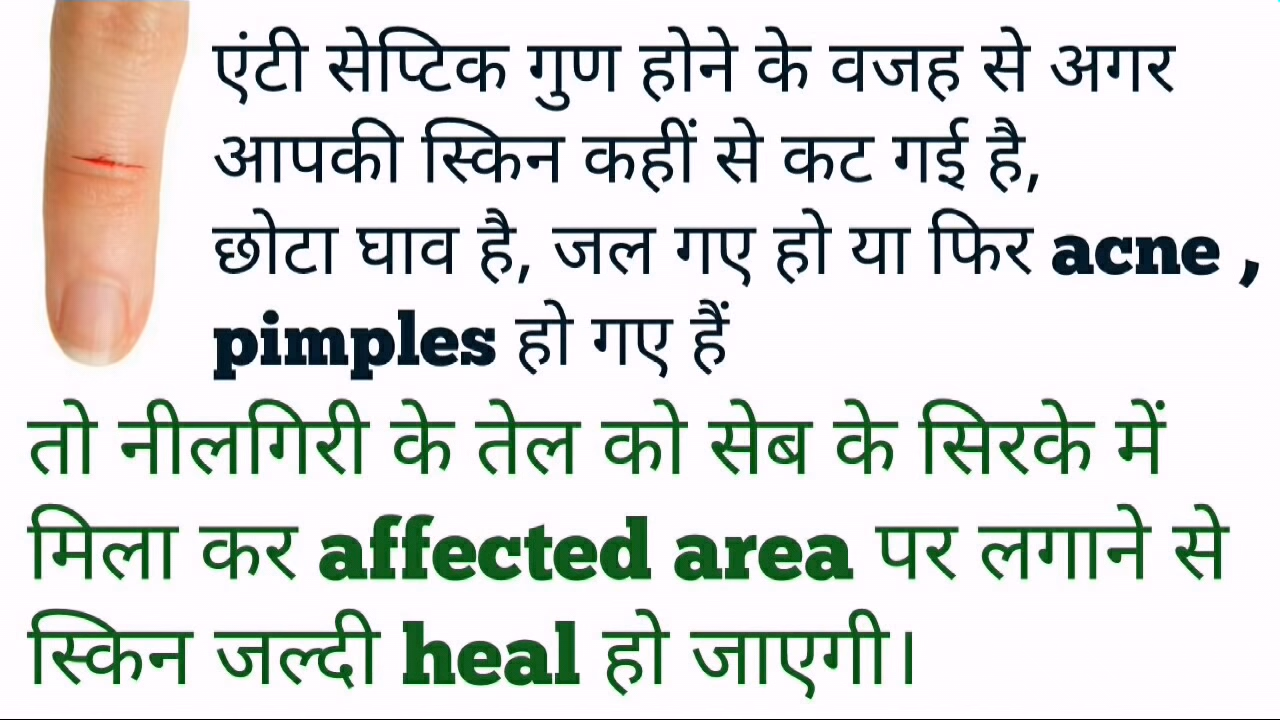 एंटी सेप्टिक गुण होने के वजह से अगर
आपकी स्किन कहीं से कट गई है,
छोटा घाव है, जल गए हो या फिर acne ,
pimples हो गए हैं
तो नीलगिरी के तेल को सेब के सिरके में
मिला कर affected area पर लगाने से
स्किन जल्दी heal हो जाएगी।